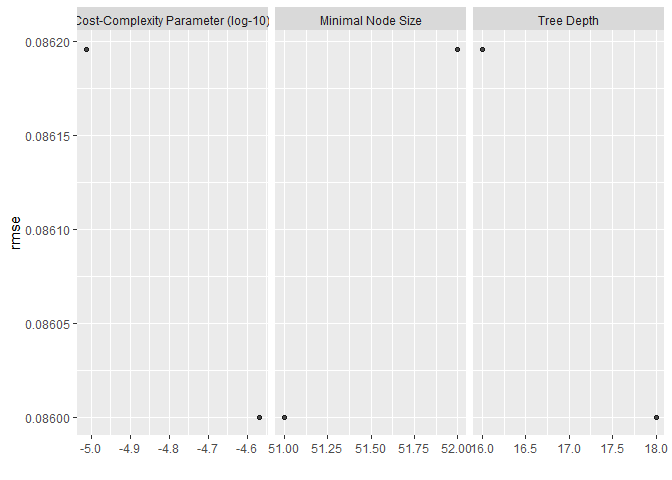 Cost-Complexity Parameter (log-10) Minimal Node Size Tree Depth
0.08620
0.08615
0.08610
0.08605
0.08600
rmse
-5.0 -4.9 -4.8 -4.7 -4.6 51.00 51.25 51.50 51.75 52.00 16.0 16.5 17.0 17.5 18.0